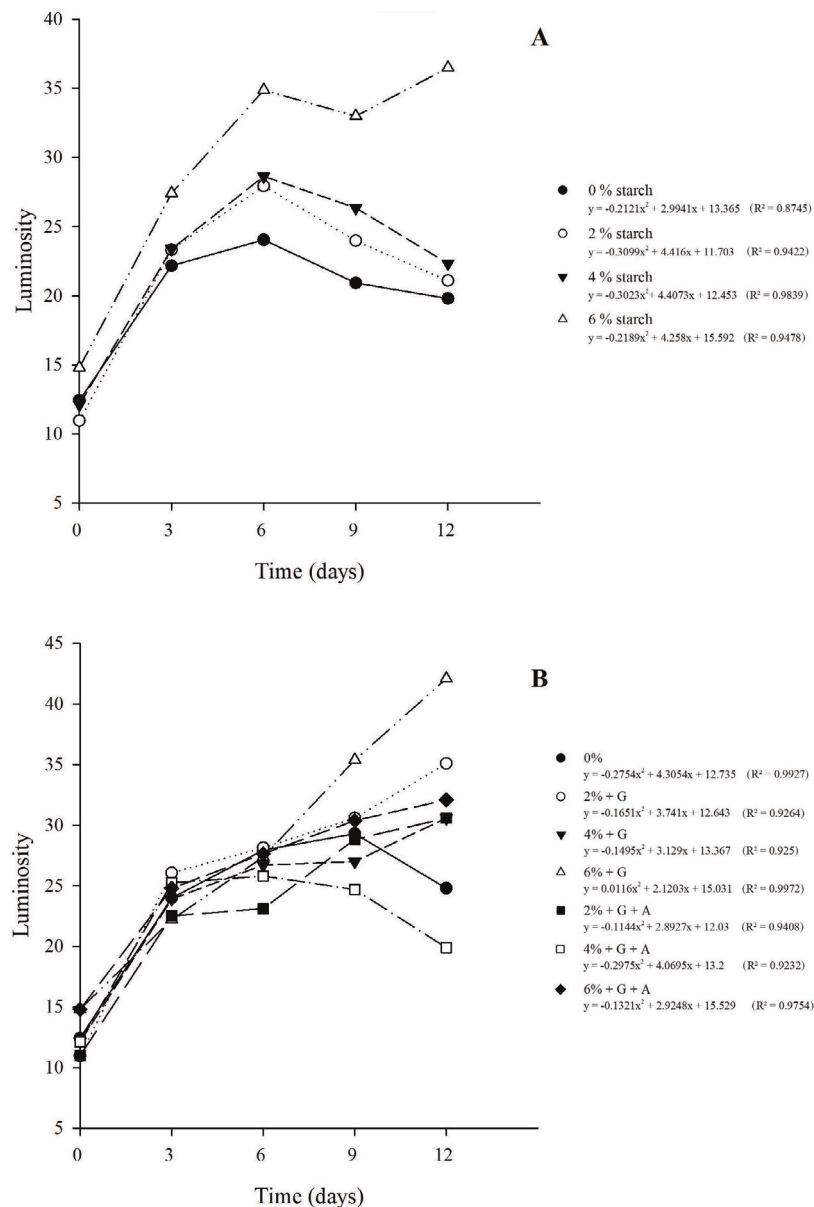 A
40
35
30
25
20
15
10
5
Luminosity
0
3
6
9
12
Time (days)
0 % starch
y = -0.2121x² + 2.9941x + 13.365 (R² = 0.8745)
2 % starch
y = -0.3099x² + 4.416x + 11.703 (R² = 0.9422)
4 % starch
y = -0.3023x² + 4.4073x + 12.453 (R² = 0.9839)
6 % starch
y = -0.2189x² + 4.258x + 15.592 (R² = 0.9478)
B
45
40
35
30
25
20
15
10
5
Luminosity
0
3
6
9
12
Time (days)
0%
y = -0.2754x² + 4.3054x + 12.735 (R² = 0.9927)
2% + G
y = -0.1651x² + 3.741x + 12.643 (R² = 0.9264)
4% + G
y = -0.1495x² + 3.129x + 13.367 (R² = 0.925)
6% + G
y = 0.0116x² + 2.1203x + 15.031 (R² = 0.9972)
2% + G + A
y = -0.1144x² + 2.8927x + 12.03 (R² = 0.9408)
4% + G + A
y = -0.2975x² + 4.0695x + 13.2 (R² = 0.9232)
6% + G + A
y = -0.1321x² + 2.9248x + 15.529 (R² = 0.9754)